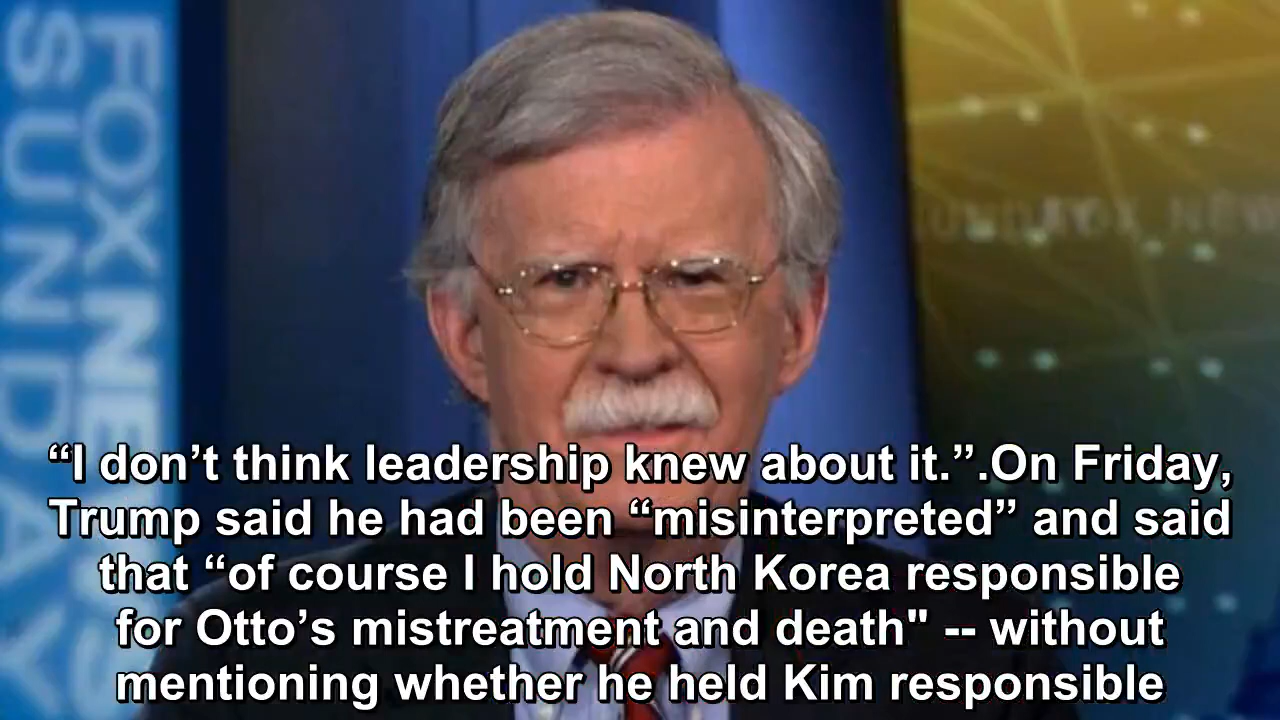 FOX NEWS
SUNDAY
“I don’t think leadership knew about it.”.On Friday,
Trump said he had been “misinterpreted” and said
that “of course I hold North Korea responsible
for Otto’s mistreatment and death" -- without
mentioning whether he held Kim responsible